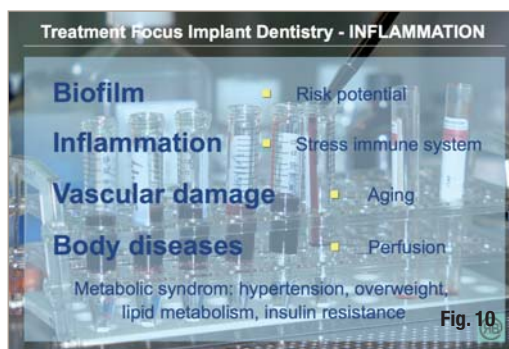 Treatment Focus Implant Dentistry - INFLAMMATION
Biofilm Risk potential
Inflammation Stress immune system
Vascular damage Aging
Body diseases Perfusion
Metabolic syndrom: hypertension, overweight,
lipid metabolism, insulin resistance
Fig. 10